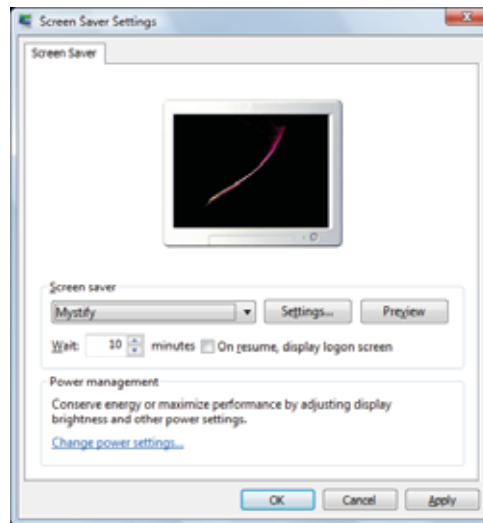 Screen Saver Settings
Screen Saver
Screen saver
Mystify
Settings...
Preview
Wait: 10 minutes On resume, display logon screen
Power management
Conserve energy or maximize performance by adjusting display
brightness and other power settings.
Change power settings...
OK
Cancel
Apply